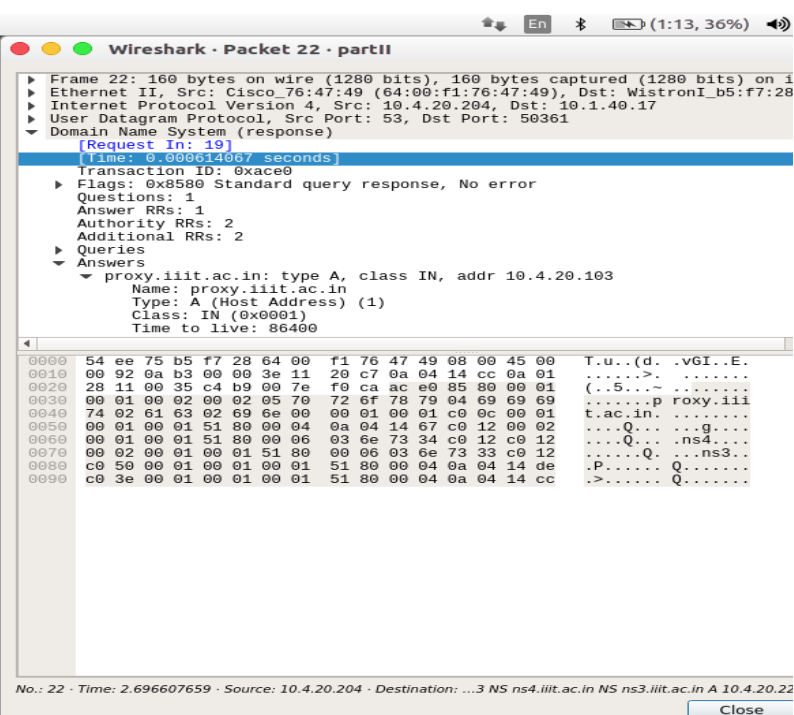 En (1:13, 36%)
Wireshark · Packet 22 · partII
Frame 22: 160 bytes on wire (1280 bits), 160 bytes captured (1280 bits) on i
Ethernet II, Src: Cisco_76:47:49 (64:00:f1:76:47:49), Dst: WistronI_b5:f7:28
Internet Protocol Version 4, Src: 10.4.20.204, Dst: 10.1.40.17
User Datagram Protocol, Src Port: 53, Dst Port: 50361
Domain Name System (response)
[Request In: 19]
[Time: 0.000614067 seconds]
Transaction ID: 0xace0
Flags: 0x8580 Standard query response, No error
Questions: 1
Answer RRs: 1
Authority RRs: 2
Additional RRs: 2
Queries
Answers
proxy.iiit.ac.in: type A, class IN, addr 10.4.20.103
Name: proxy.iiit.ac.in
Type: A (Host Address) (1)
Class: IN (0x0001)
Time to live: 86400
0000 54 ee 75 b5 f7 28 64 00 f1 76 47 49 08 00 45 00 T.u..(d. .vGI..E.
0010 00 92 0a b3 00 00 3e 11 20 c7 0a 04 14 cc 0a 01 ......>. ........
0020 28 11 00 35 c4 b9 00 7e f0 ca ac e0 85 80 00 01 (..5...~ ........
0030 00 01 00 02 00 02 05 70 72 6f 78 79 04 69 69 69 .......p roxy.iii
0040 74 02 61 63 02 69 6e 00 00 01 00 01 c0 0c 00 01 t.ac.in. ........
0050 00 01 00 01 51 80 00 04 0a 04 14 67 c0 12 00 02 ....Q... ...g....
0060 00 01 00 01 51 80 00 06 03 6e 73 34 c0 12 c0 12 ....Q... .ns4....
0070 00 02 00 01 00 01 51 80 00 06 03 6e 73 33 c0 12 ......Q. ...ns3..
0080 c0 50 00 01 00 01 00 01 51 80 00 04 0a 04 14 de .P...... Q.......
0090 c0 3e 00 01 00 01 00 01 51 80 00 04 0a 04 14 cc .>...... Q.......
No.: 22 · Time: 2.696607659 · Source: 10.4.20.204 · Destination: ...3 NS ns4.iiit.ac.in NS ns3.iiit.ac.in A 10.4.20.22
Close